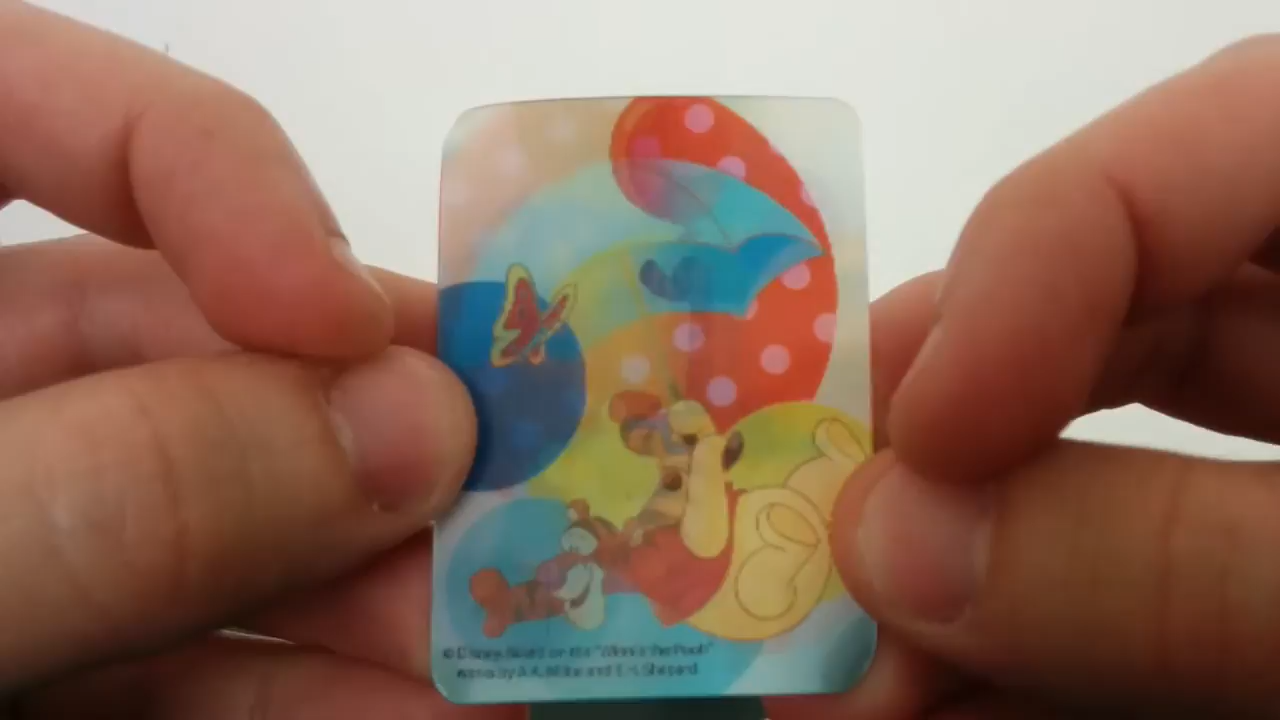 © Disney. Based on the "Winnie the Pooh"
works by A.A. Milne and E.H. Shepard.